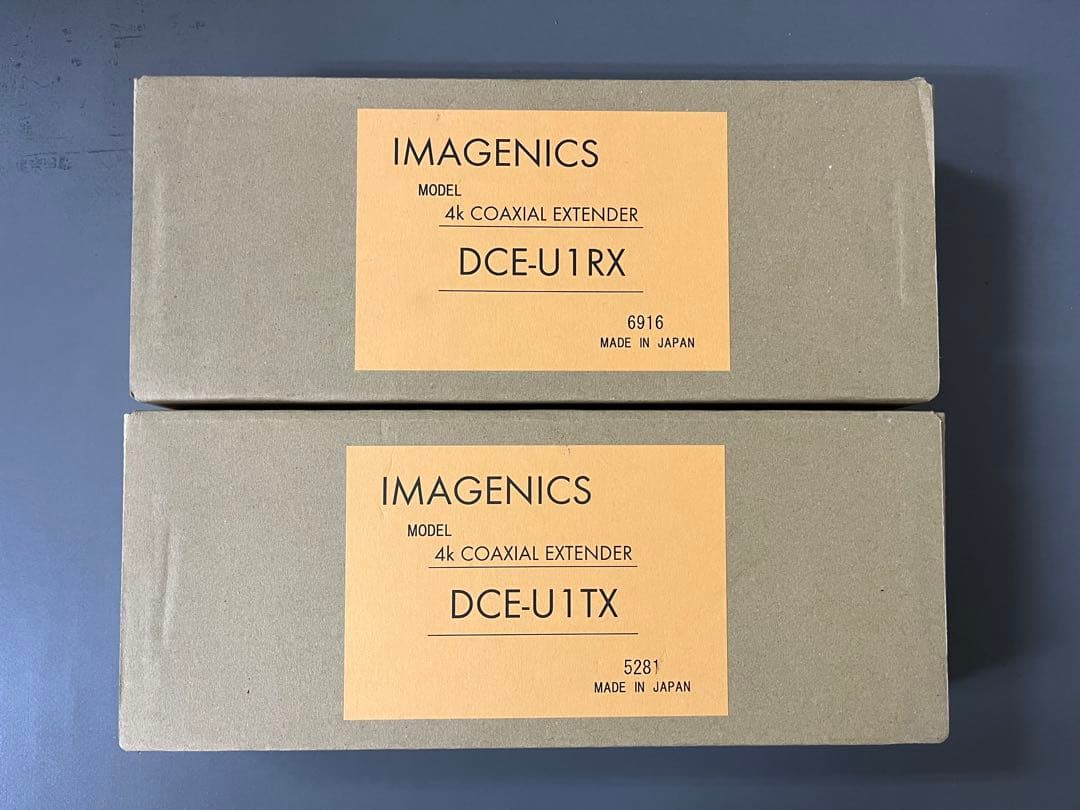 IMAGENICS
MODEL
4k COAXIAL EXTENDER
DCE-U1RX
6916
MADE IN JAPAN
IMAGENICS
MODEL
4k COAXIAL EXTENDER
DCE-U1TX
5281
MADE IN JAPAN